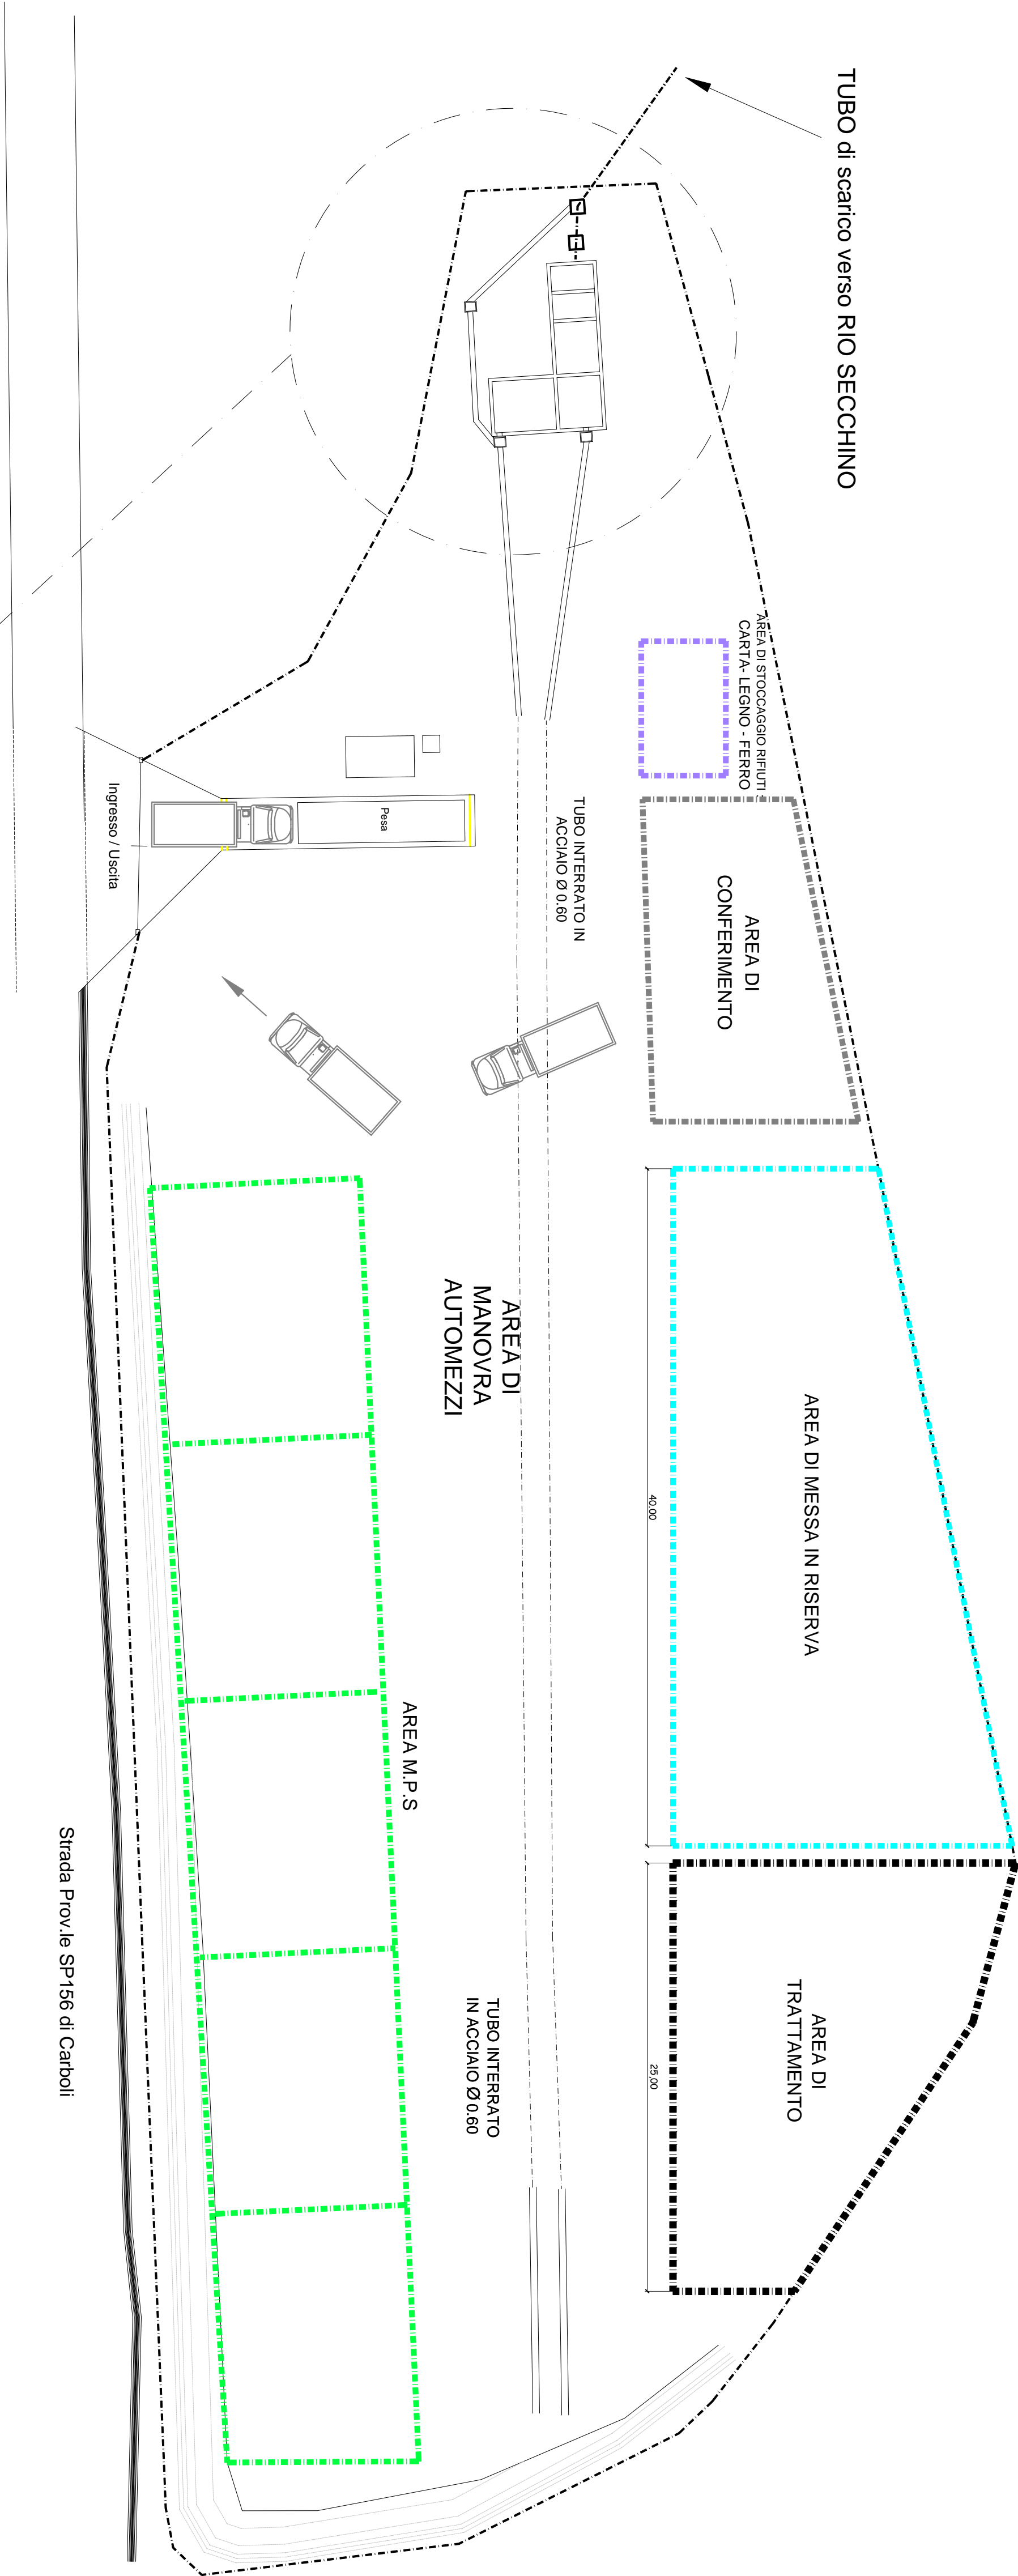 TUBO di scarico verso RIO SECCHINO
AREA DI STOCCAGGIO RIFIUTI :
CARTA- LEGNO - FERRO
AREA DI
CONFERIMENTO
TUBO INTERRATO IN
ACCIAIO Ø 0.60
Pesa
Ingresso / Uscita
AREA DI MESSA IN RISERVA
40.00
AREA DI
MANOVRA
AUTOMEZZI
AREA M.P.S
AREA DI
TRATTAMENTO
25.00
TUBO INTERRATO
IN ACCIAIO Ø 0.60
Strada Prov.le SP156 di Carboli